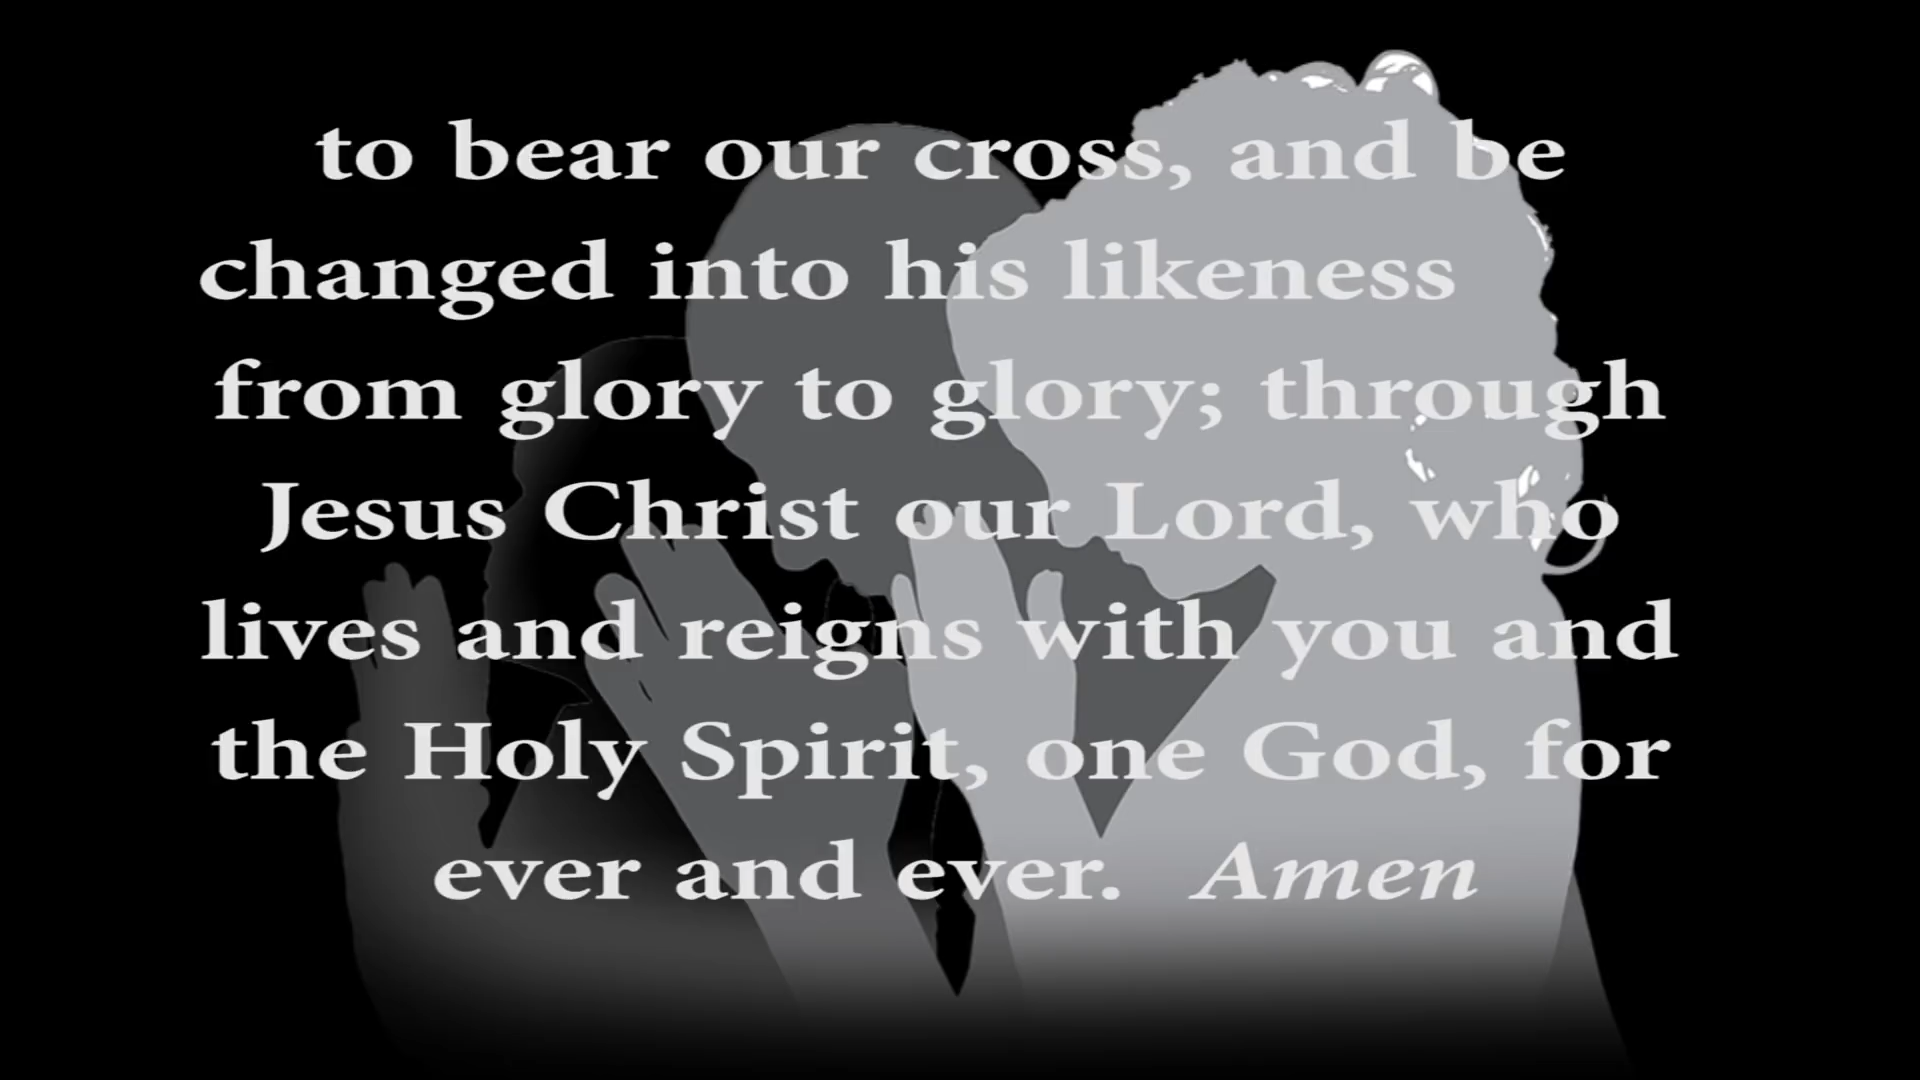 to bear our cross, and be
changed into his likeness
from glory to glory; through
Jesus Christ our Lord, who
lives and reigns with you and
the Holy Spirit, one God, for
ever and ever. Amen